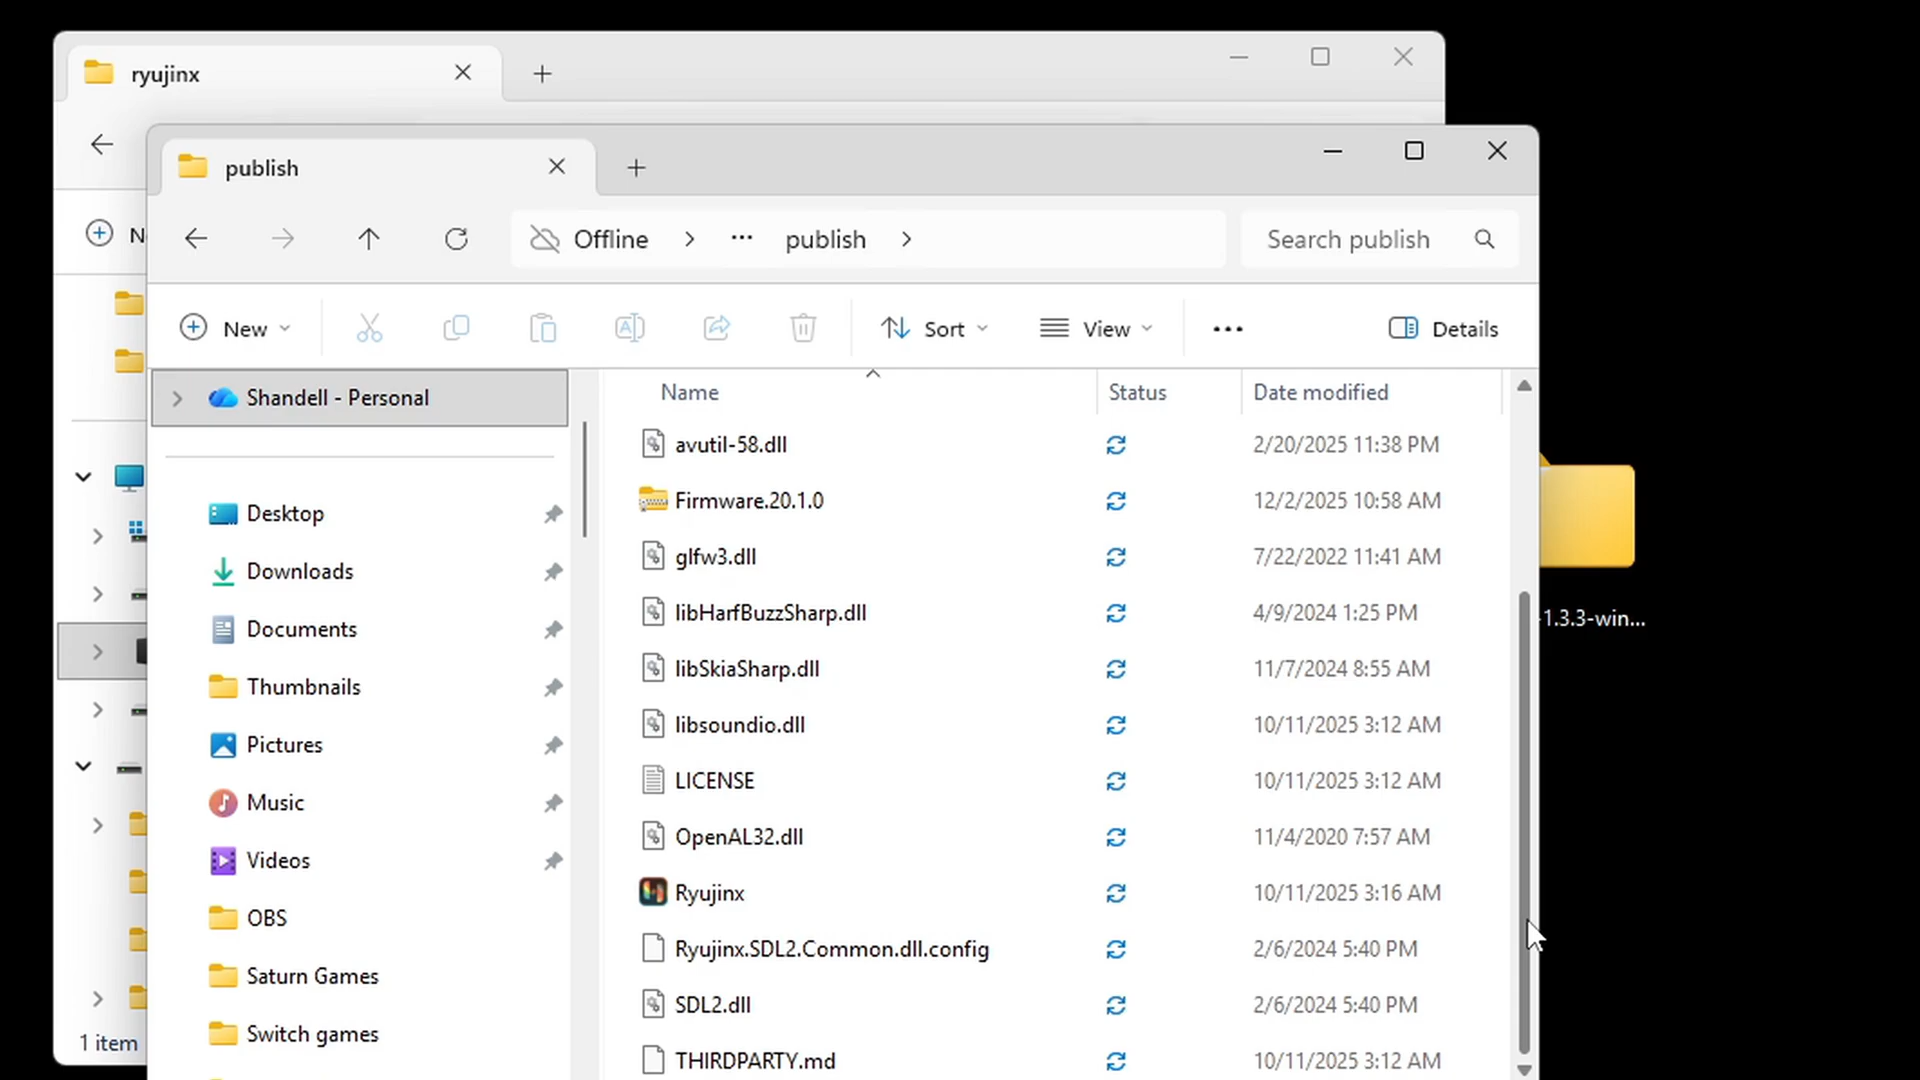 ryujinx
publish
Offline
publish
Search publish
New
Sort
View
Details
Shandell - Personal
Name
Status
Date modified
avutil-58.dll
2/20/2025 11:38 PM
Firmware.20.1.0
12/2/2025 10:58 AM
Desktop
glfw3.dll
7/22/2022 11:41 AM
Downloads
libHarfBuzzSharp.dll
4/9/2024 1:25 PM
-1.3.3-win...
Documents
libSkiaSharp.dll
11/7/2024 8:55 AM
Thumbnails
libsoundio.dll
10/11/2025 3:12 AM
Pictures
LICENSE
10/11/2025 3:12 AM
Music
OpenAL32.dll
11/4/2020 7:57 AM
Videos
Ryujinx
10/11/2025 3:16 AM
OBS
Ryujinx.SDL2.Common.dll.config
2/6/2024 5:40 PM
Saturn Games
SDL2.dll
2/6/2024 5:40 PM
Switch games
1 item
THIRDPARTY.md
10/11/2025 3:12 AM